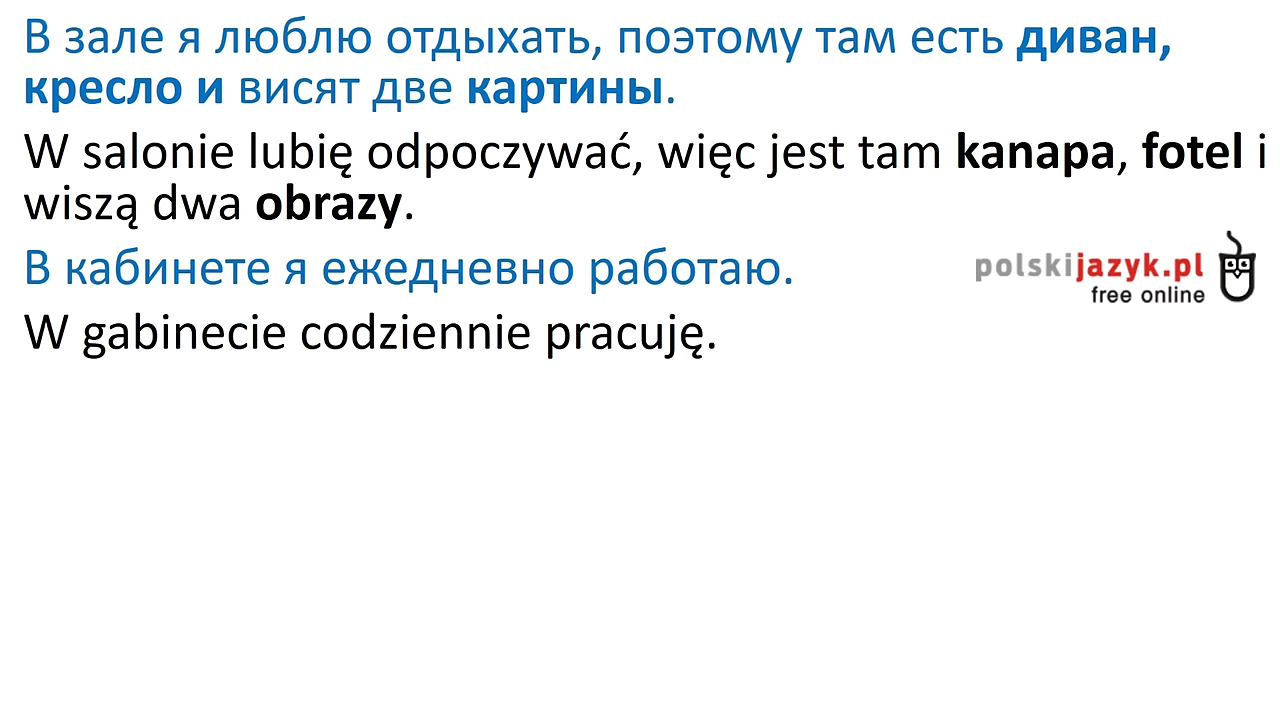 В зале я люблю отдыхать, поэтому там есть диван,
кресло и висят две картины.
W salonie lubię odpoczywać, więc jest tam kanapa, fotel i
wiszą dwa obrazy.
В кабинете я ежедневно работаю.
polskijazyk.pl
free online
W gabinecie codziennie pracuję.